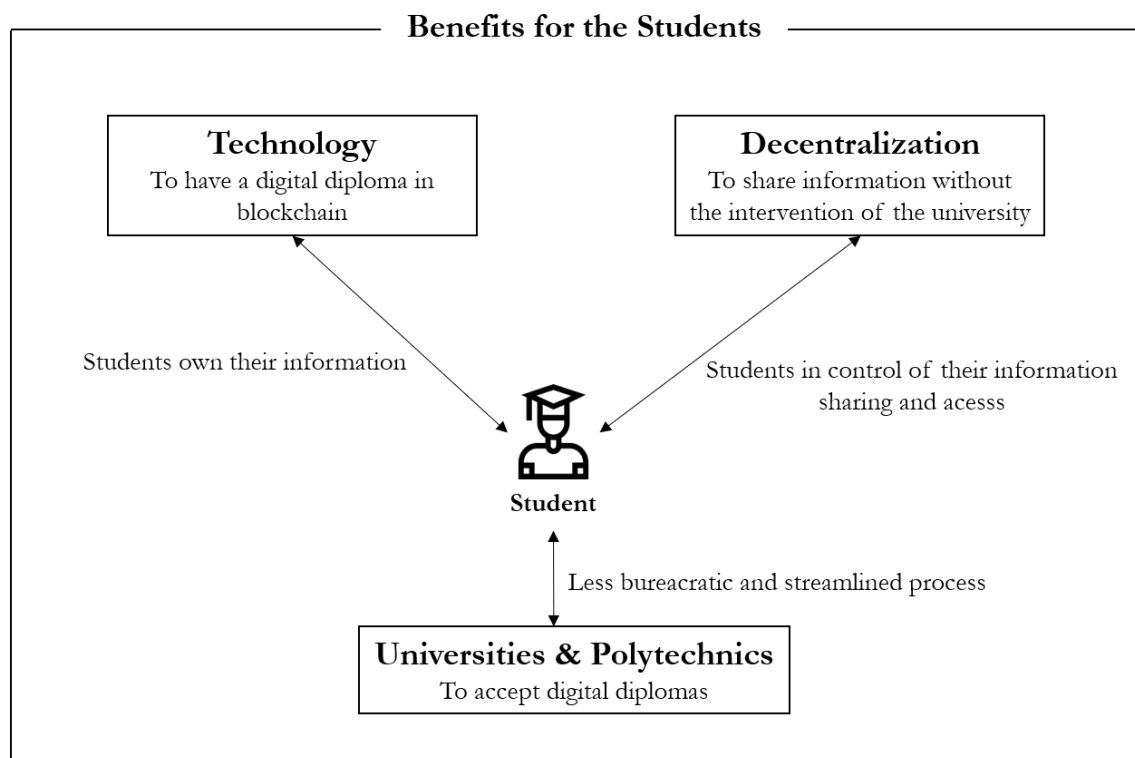 Benefits for the Students
Technology
To have a digital diploma in
blockchain
Decentralization
To share information without
the intervention of the university
Students own their information
Students in control of their information
sharing and acesss
Student
Less bureacratic and streamlined process
Universities & Polytechnics
To accept digital diplomas